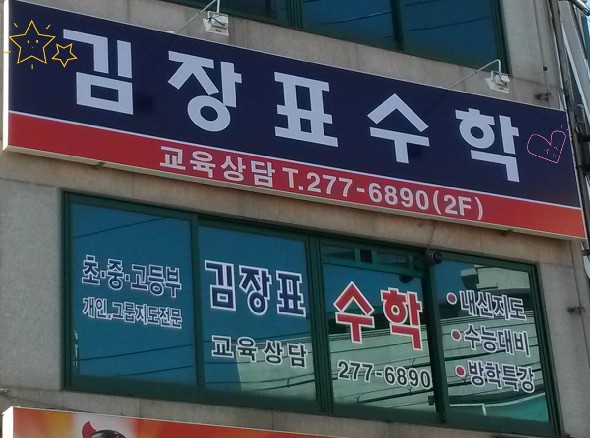 김장표수학
교육상담 T.277-6890(2F)
초·중·고등부
개인.그룹지도전문
김장표 수학
교육상담 277-6890
•내신지도
•수능대비
•방학특강